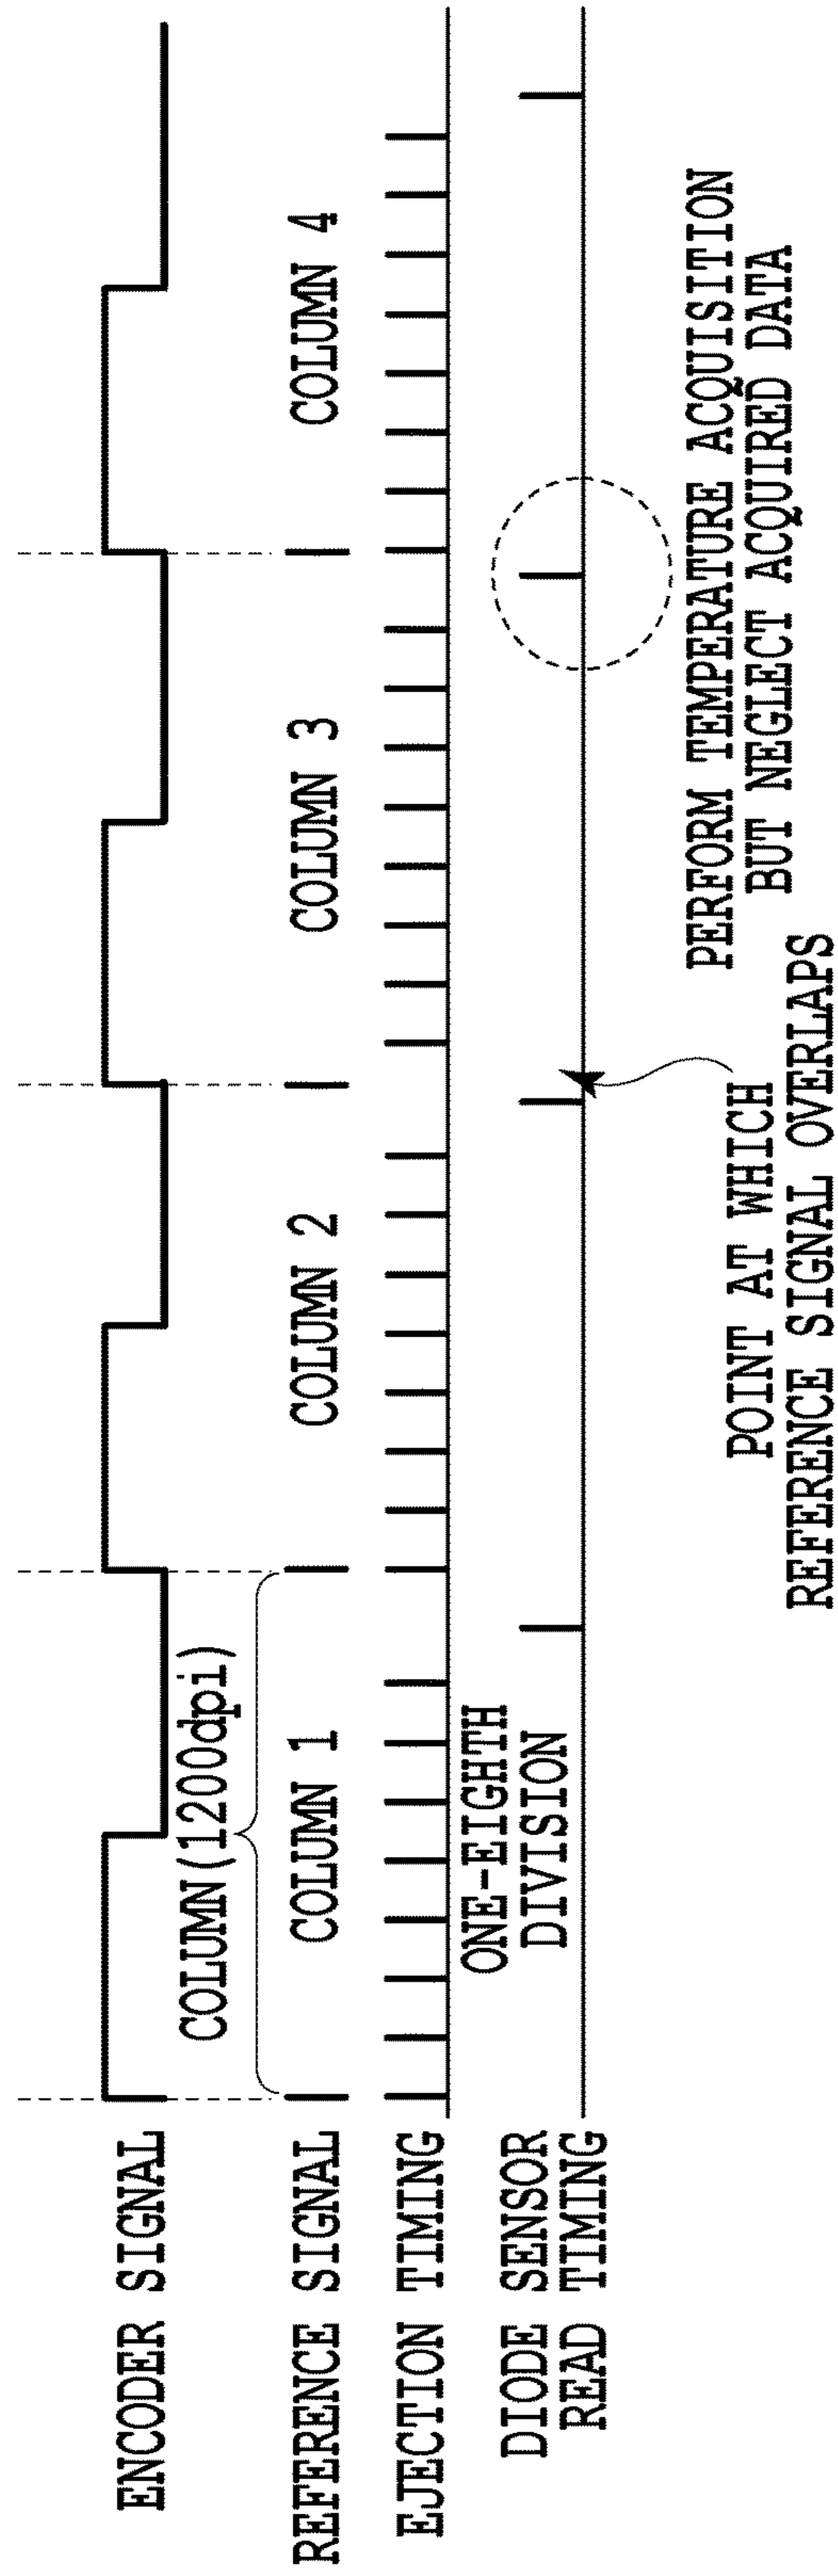 ENCODER SIGNAL
COLUMN(1200dpi)
REFERENCE SIGNAL
COLUMN 1
COLUMN 2
COLUMN 3
COLUMN 4
EJECTION TIMING
ONE-EIGHTH
DIVISION
DIODE SENSOR
READ TIMING
POINT AT WHICH
REFERENCE SIGNAL OVERLAPS
PERFORM TEMPERATURE ACQUISITION
BUT NEGLECT ACQUIRED DATA